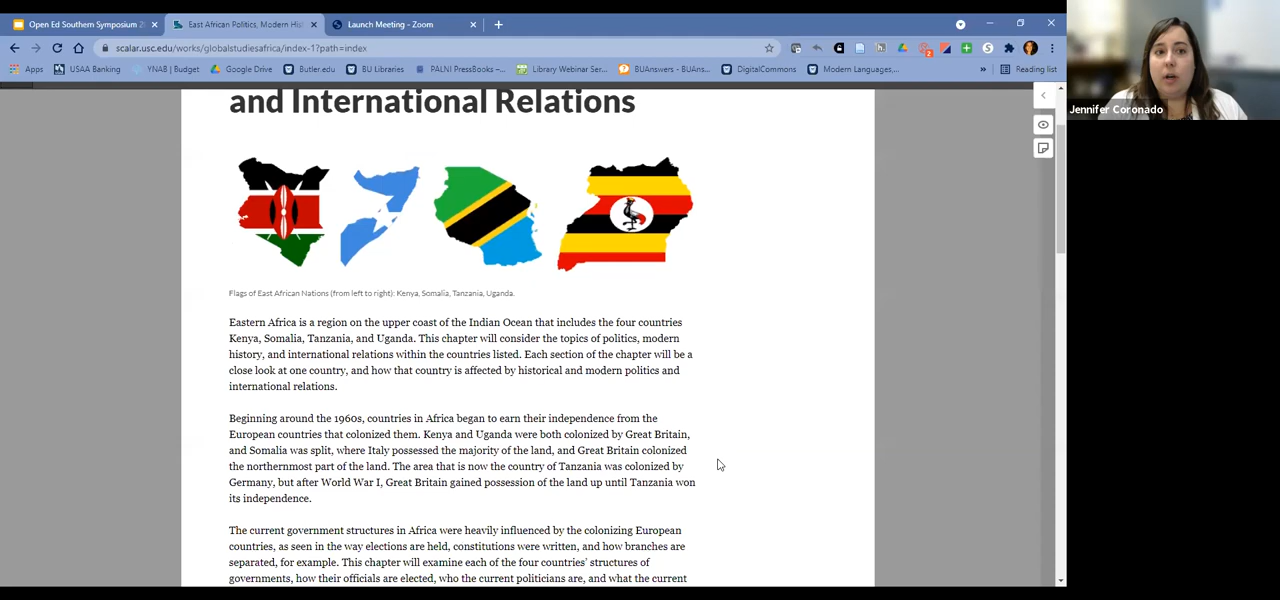 Open Ed Southern Symposium 2
East African Politics, Modern His
Launch Meeting - Zoom
scalar.usc.edu/works/globalstudiesafrica/index-1?path=index
2
Apps
USAA Banking
YNAB | Budget
Google Drive
Butler.edu
BU Libraries
PALNI PressBooks –...
Library Webinar Ser...
BUAnswers - BUAns...
DigitalCommons
Modern Languages,...
»
Reading list
Jennifer Coronado
and International Relations
Flags of East African Nations (from left to right): Kenya, Somalia, Tanzania, Uganda.
Eastern Africa is a region on the upper coast of the Indian Ocean that includes the four countries
Kenya, Somalia, Tanzania, and Uganda. This chapter will consider the topics of politics, modern
history, and international relations within the countries listed. Each section of the chapter will be a
close look at one country, and how that country is affected by historical and modern politics and
international relations.
Beginning around the 1960s, countries in Africa began to earn their independence from the
European countries that colonized them. Kenya and Uganda were both colonized by Great Britain,
and Somalia was split, where Italy possessed the majority of the land, and Great Britain colonized
the northernmost part of the land. The area that is now the country of Tanzania was colonized by
Germany, but after World War I, Great Britain gained possession of the land up until Tanzania won
its independence.
The current government structures in Africa were heavily influenced by the colonizing European
countries, as seen in the way elections are held, constitutions were written, and how branches are
separated, for example. This chapter will examine each of the four countries' structures of
governments, how their officials are elected, who the current politicians are, and what the current